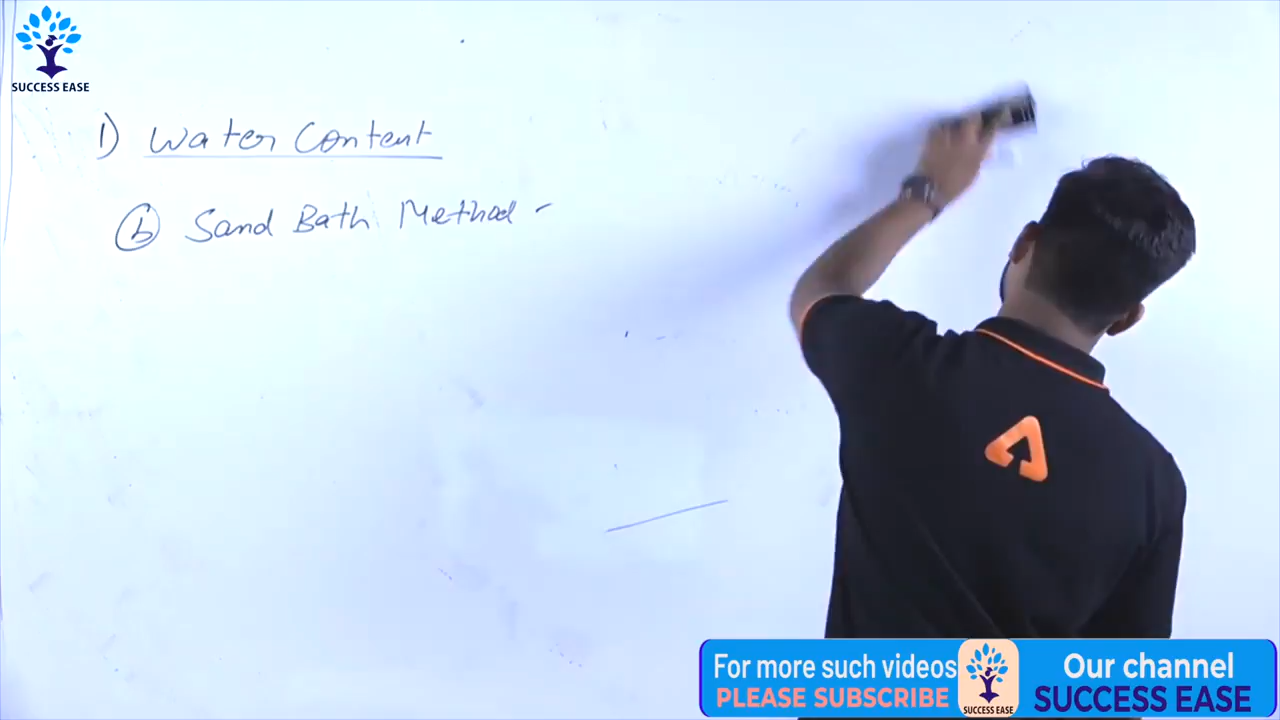 SUCCESS EASE
1) Water Content
(b) Sand Bath Method -
For more such videos
PLEASE SUBSCRIBE
SUCCESS EASE
Our channel
SUCCESS EASE